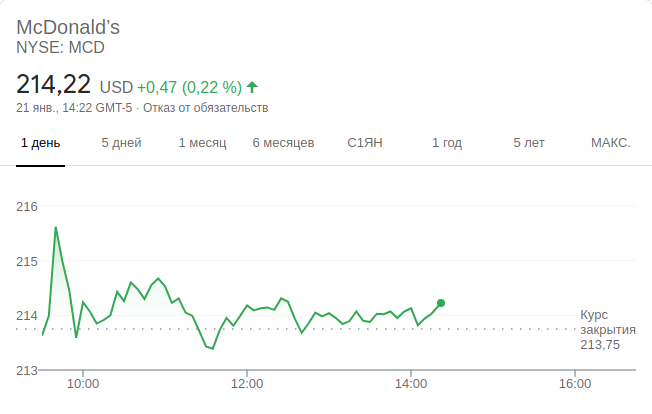 McDonald's
NYSE: MCD
214,22 USD +0,47 (0,22 %)
21 янв., 14:22 GMT-5 · Отказ от обязательств
1 день 5 дней 1 месяц 6 месяцев С1ЯН 1 год 5 лет МАКС.
216
215
214
213
Курс
закрытия
213,75
10:00 12:00 14:00 16:00